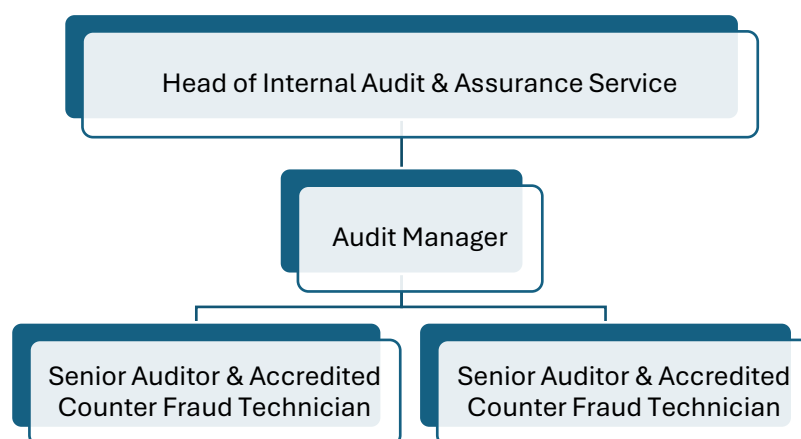 Head of Internal Audit & Assurance Service
Audit Manager
Senior Auditor & Accredited
Counter Fraud Technician
Senior Auditor & Accredited
Counter Fraud Technician